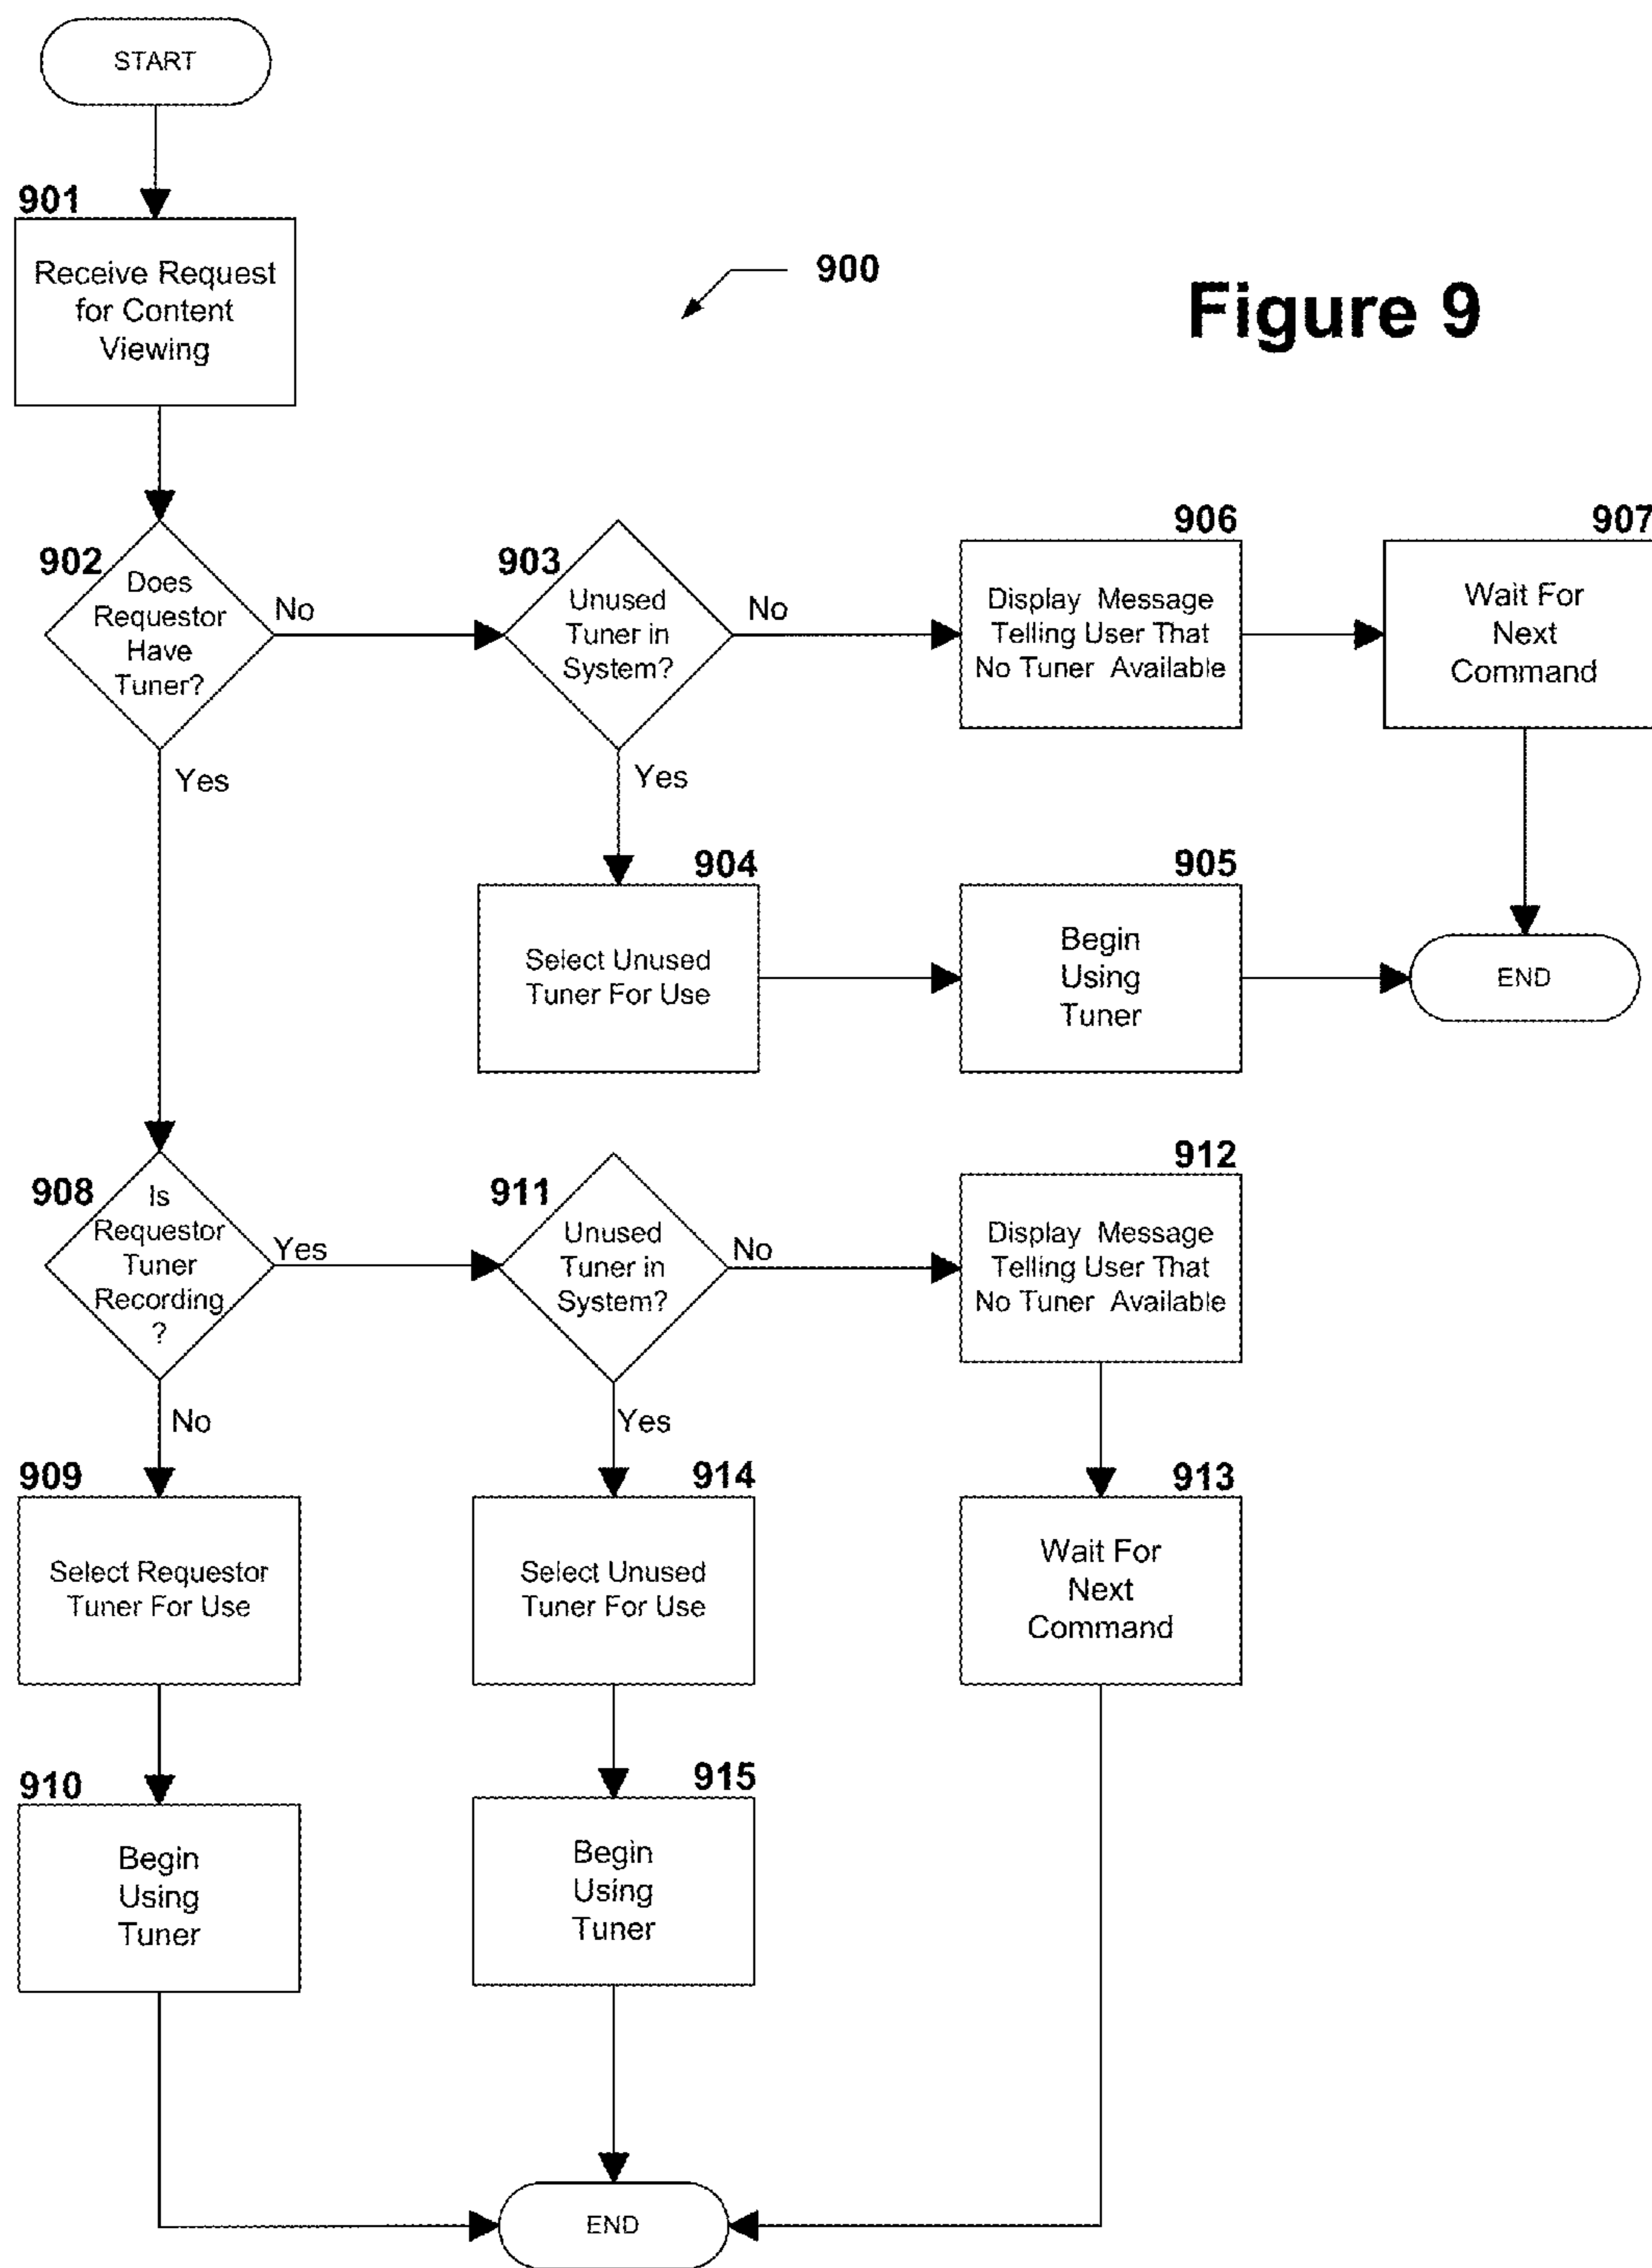 START
901
Receive Request
for Content
Viewing
900
Figure 9
902
Does
Requestor
Have
Tuner?
No
Yes
903
Unused
Tuner in
System?
No
Yes
906
Display Message
Telling User That
No Tuner Available
907
Wait For
Next
Command
904
Select Unused
Tuner For Use
905
Begin
Using
Tuner
END
908
Is
Requestor
Tuner
Recording
?
Yes
No
911
Unused
Tuner in
System?
No
Yes
912
Display Message
Telling User That
No Tuner Available
909
Select Requestor
Tuner For Use
914
Select Unused
Tuner For Use
913
Wait For
Next
Command
910
Begin
Using
Tuner
915
Begin
Using
Tuner
END